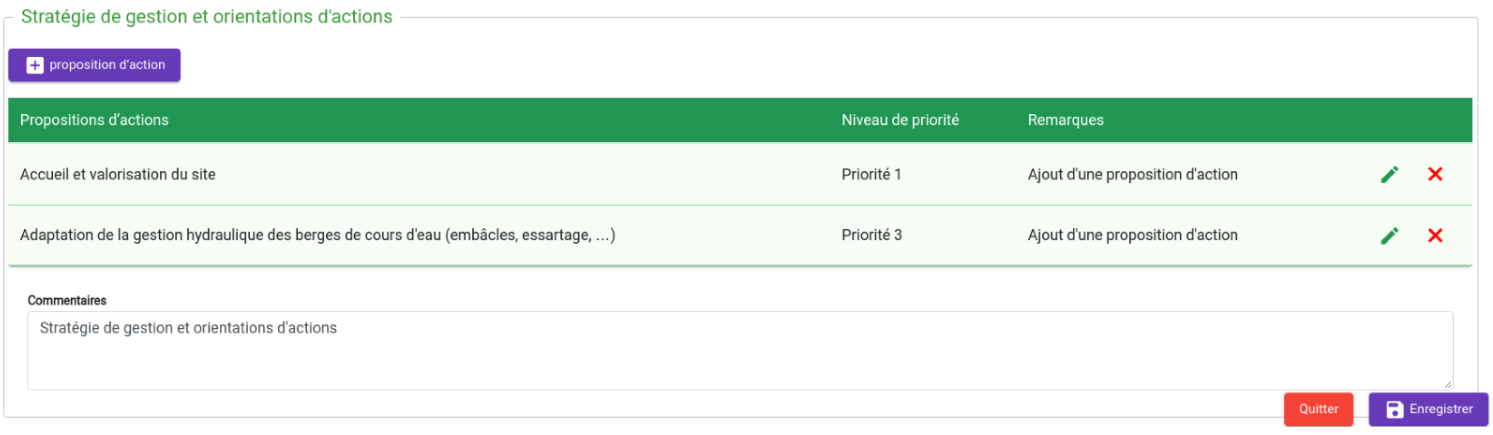 Stratégie de gestion et orientations d'actions
proposition d'action
Propositions d'actions Niveau de priorité Remarques
Accueil et valorisation du site Priorité 1 Ajout d'une proposition d'action
Adaptation de la gestion hydraulique des berges de cours d'eau (embâcles, essartage, ...) Priorité 3 Ajout d'une proposition d'action
Commentaires
Stratégie de gestion et orientations d'actions
Quitter Enregistrer